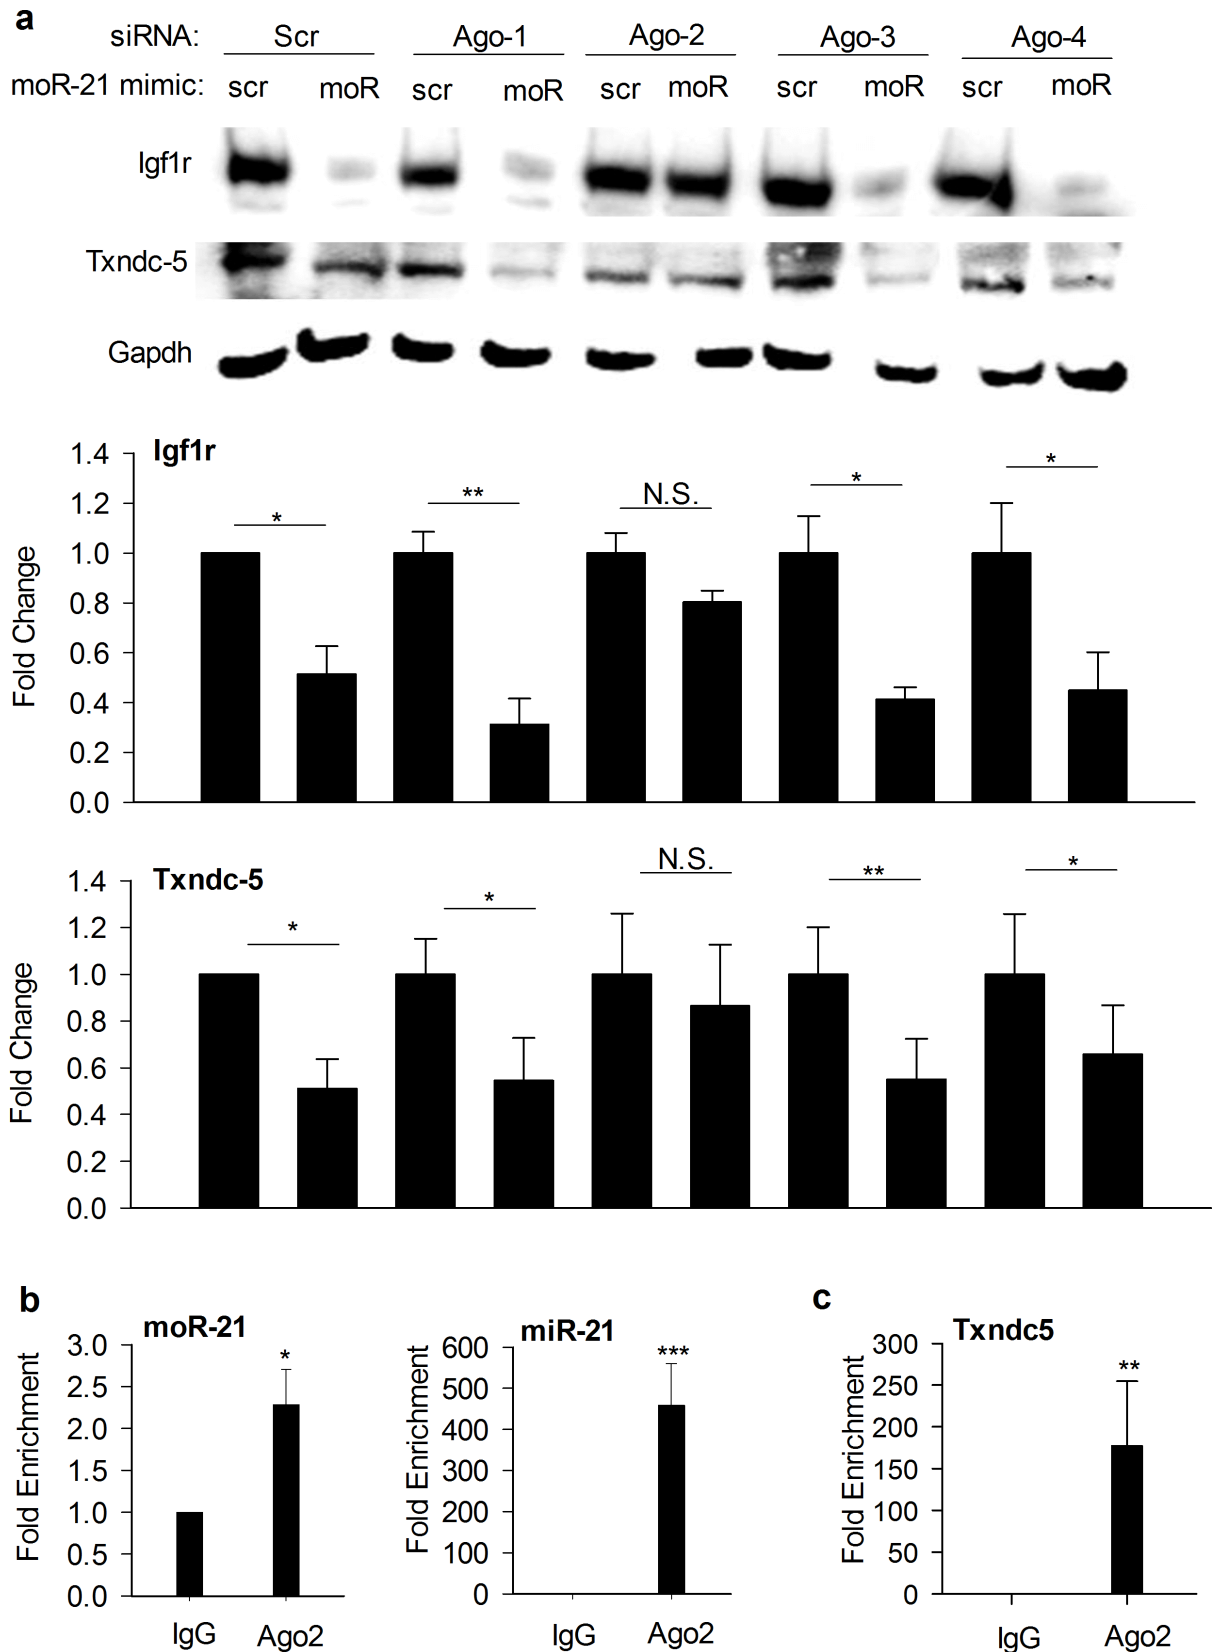 a
siRNA: Scr Ago-1 Ago-2 Ago-3 Ago-4
moR-21 mimic: scr moR scr moR scr moR scr moR scr moR
Igf1r
Txndc-5
Gapdh
Igf1r
Fold Change
1.4
1.2
1.0
0.8
0.6
0.4
0.2
0.0
* ** N.S. * *
Txndc-5
Fold Change
1.4
1.2
1.0
0.8
0.6
0.4
0.2
0.0
* * N.S. ** *
b
moR-21
Fold Enrichment
3.0
2.5
2.0
1.5
1.0
0.5
0.0
*
IgG Ago2
miR-21
Fold Enrichment
600
500
400
300
200
100
0
***
IgG Ago2
c
Txndc5
Fold Enrichment
300
250
200
150
100
50
0
**
IgG Ago2